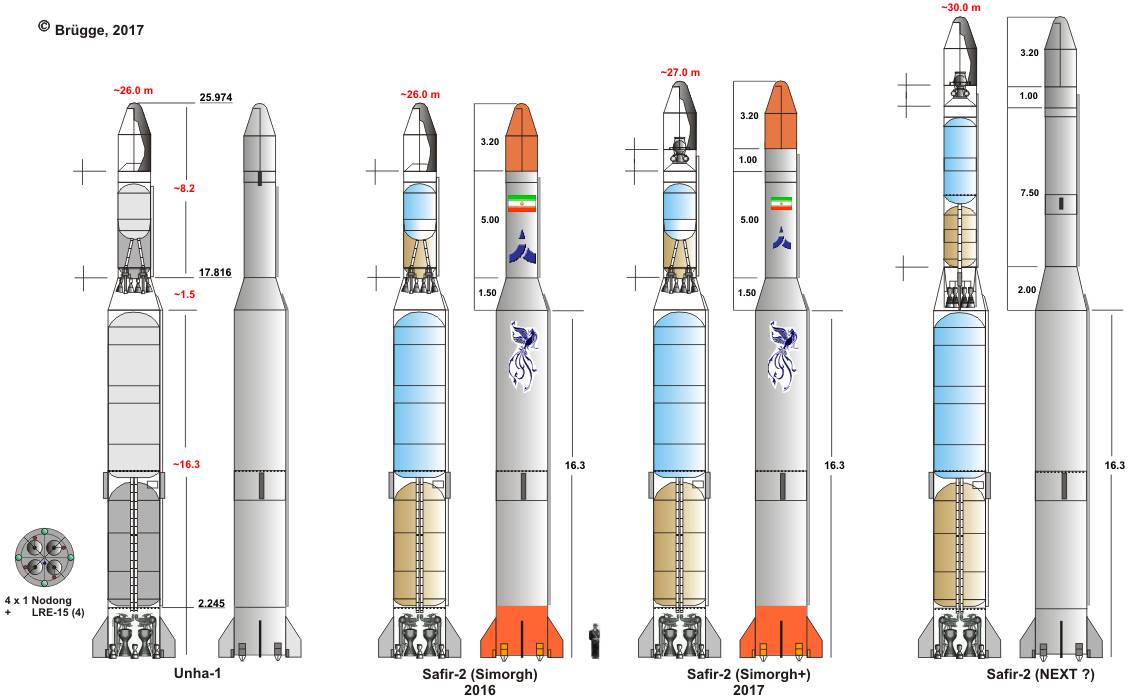 © Brügge, 2017
~26.0 m
25.974
~8.2
17.816
~1.5
~16.3
2.245
4 x 1 Nodong
+ LRE-15 (4)
Unha-1
~26.0 m
3.20
5.00
1.50
16.3
Safir-2 (Simorgh)
2016
~27.0 m
3.20
1.00
5.00
1.50
16.3
Safir-2 (Simorgh+)
2017
~30.0 m
3.20
1.00
7.50
2.00
16.3
Safir-2 (NEXT ?)